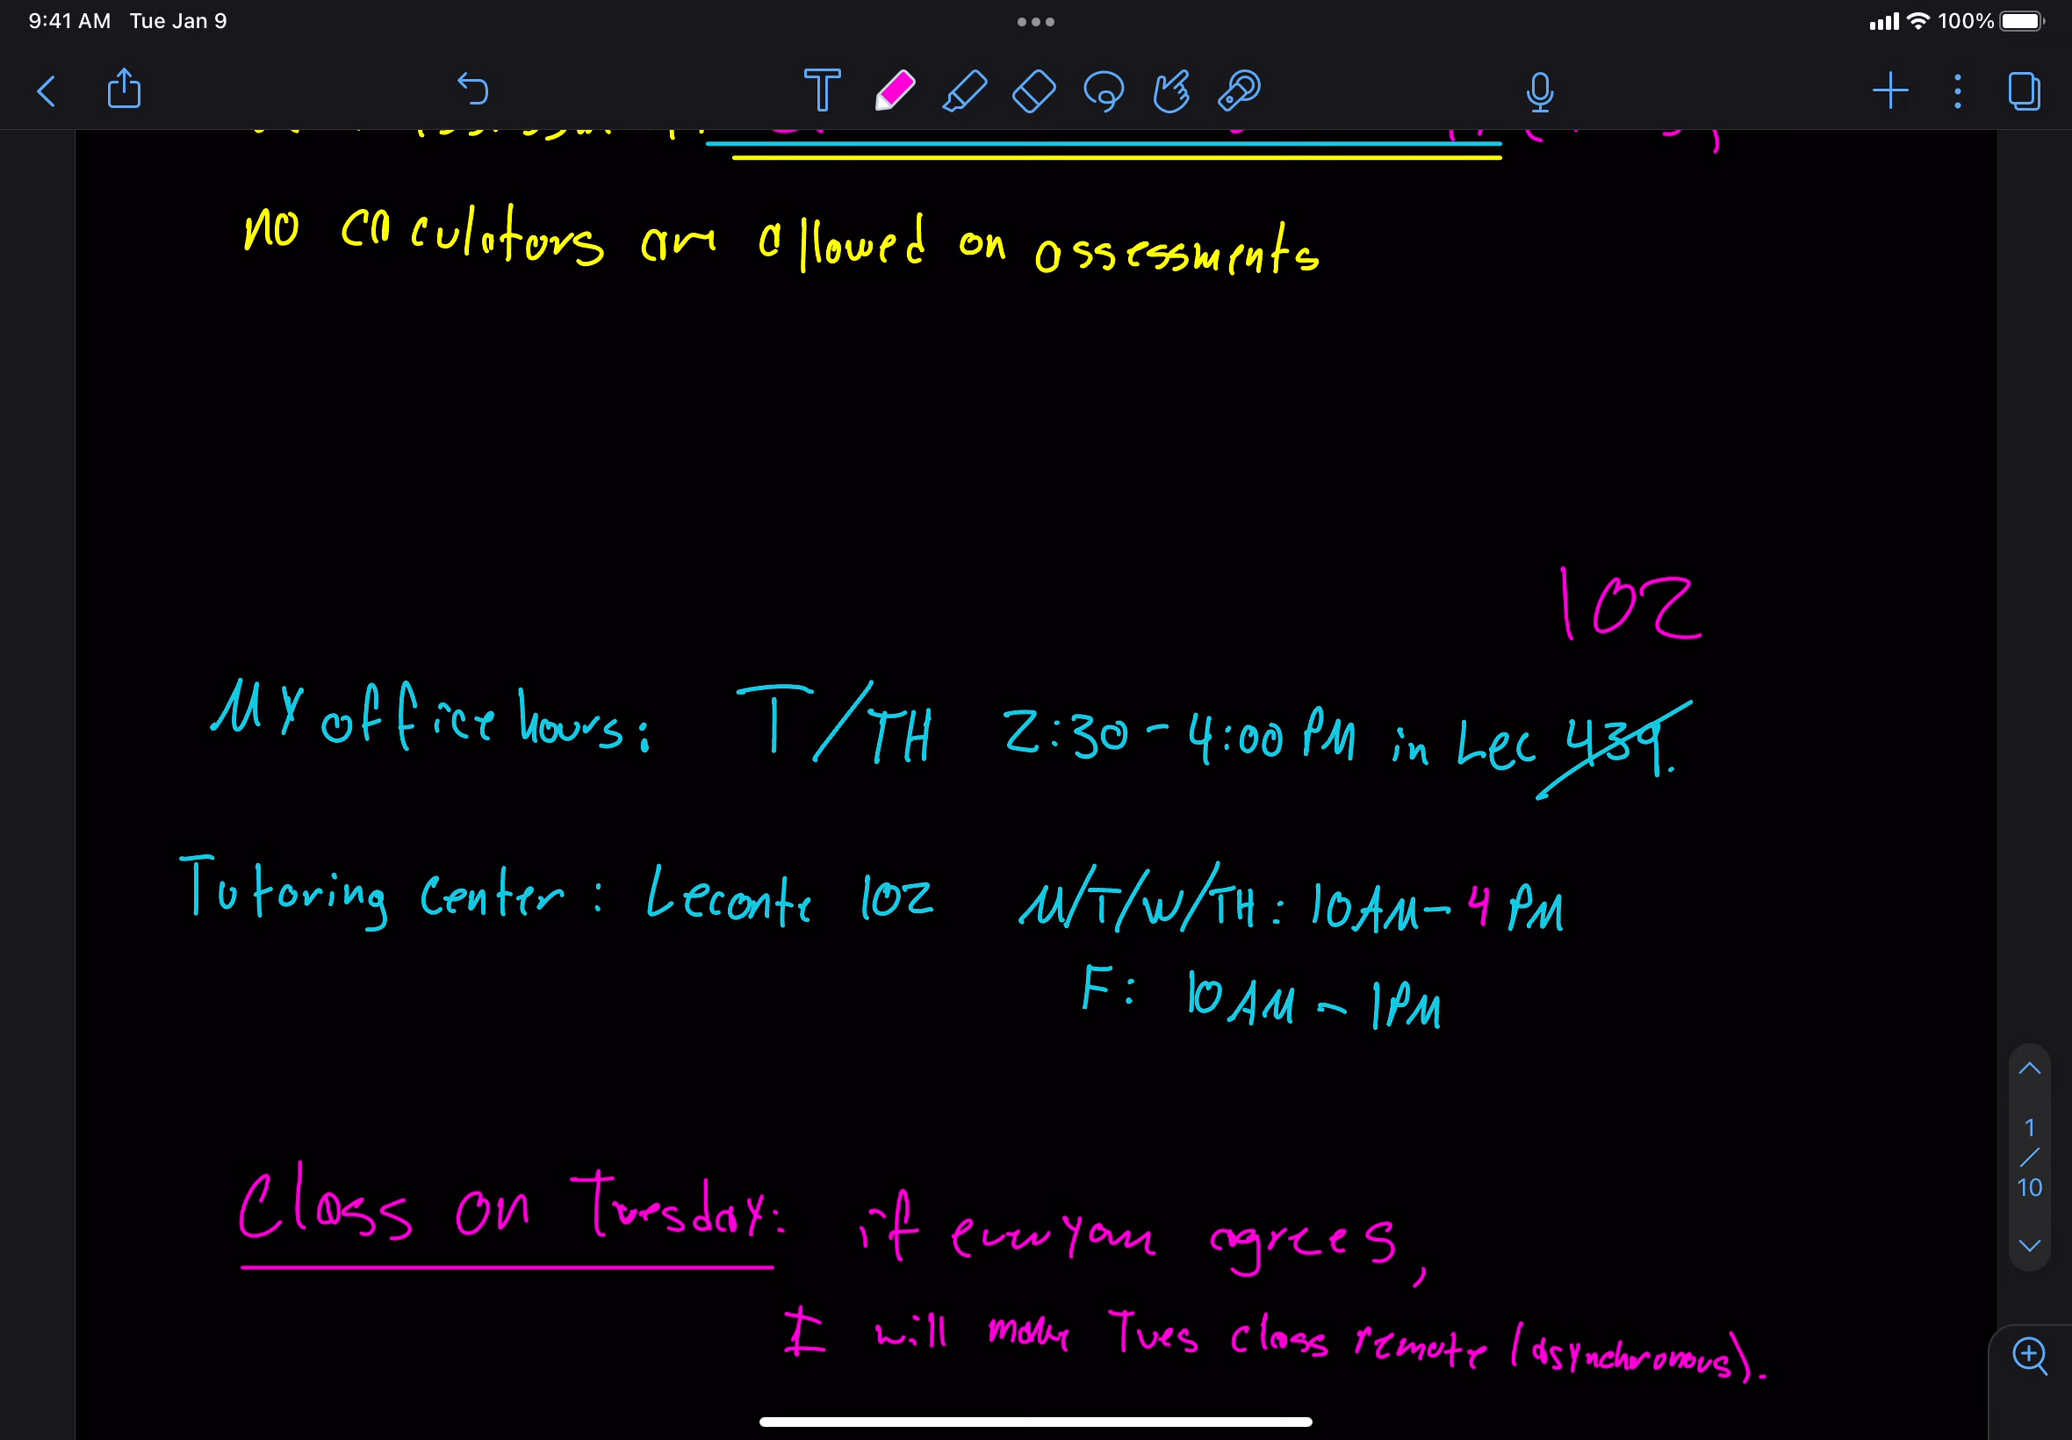 9:41 AM Tue Jan 9
100%
no calculators are allowed on assessments
102
My office hours: T/TH 2:30-4:00 PM in Lec 439.
Tutoring center: Leconte 102 M/T/W/TH: 10AM-4 PM
F: 10AM - 1PM
Class on Tuesday: if everyone agrees,
I will make Tues class remote (asynchronous).
1
/
10